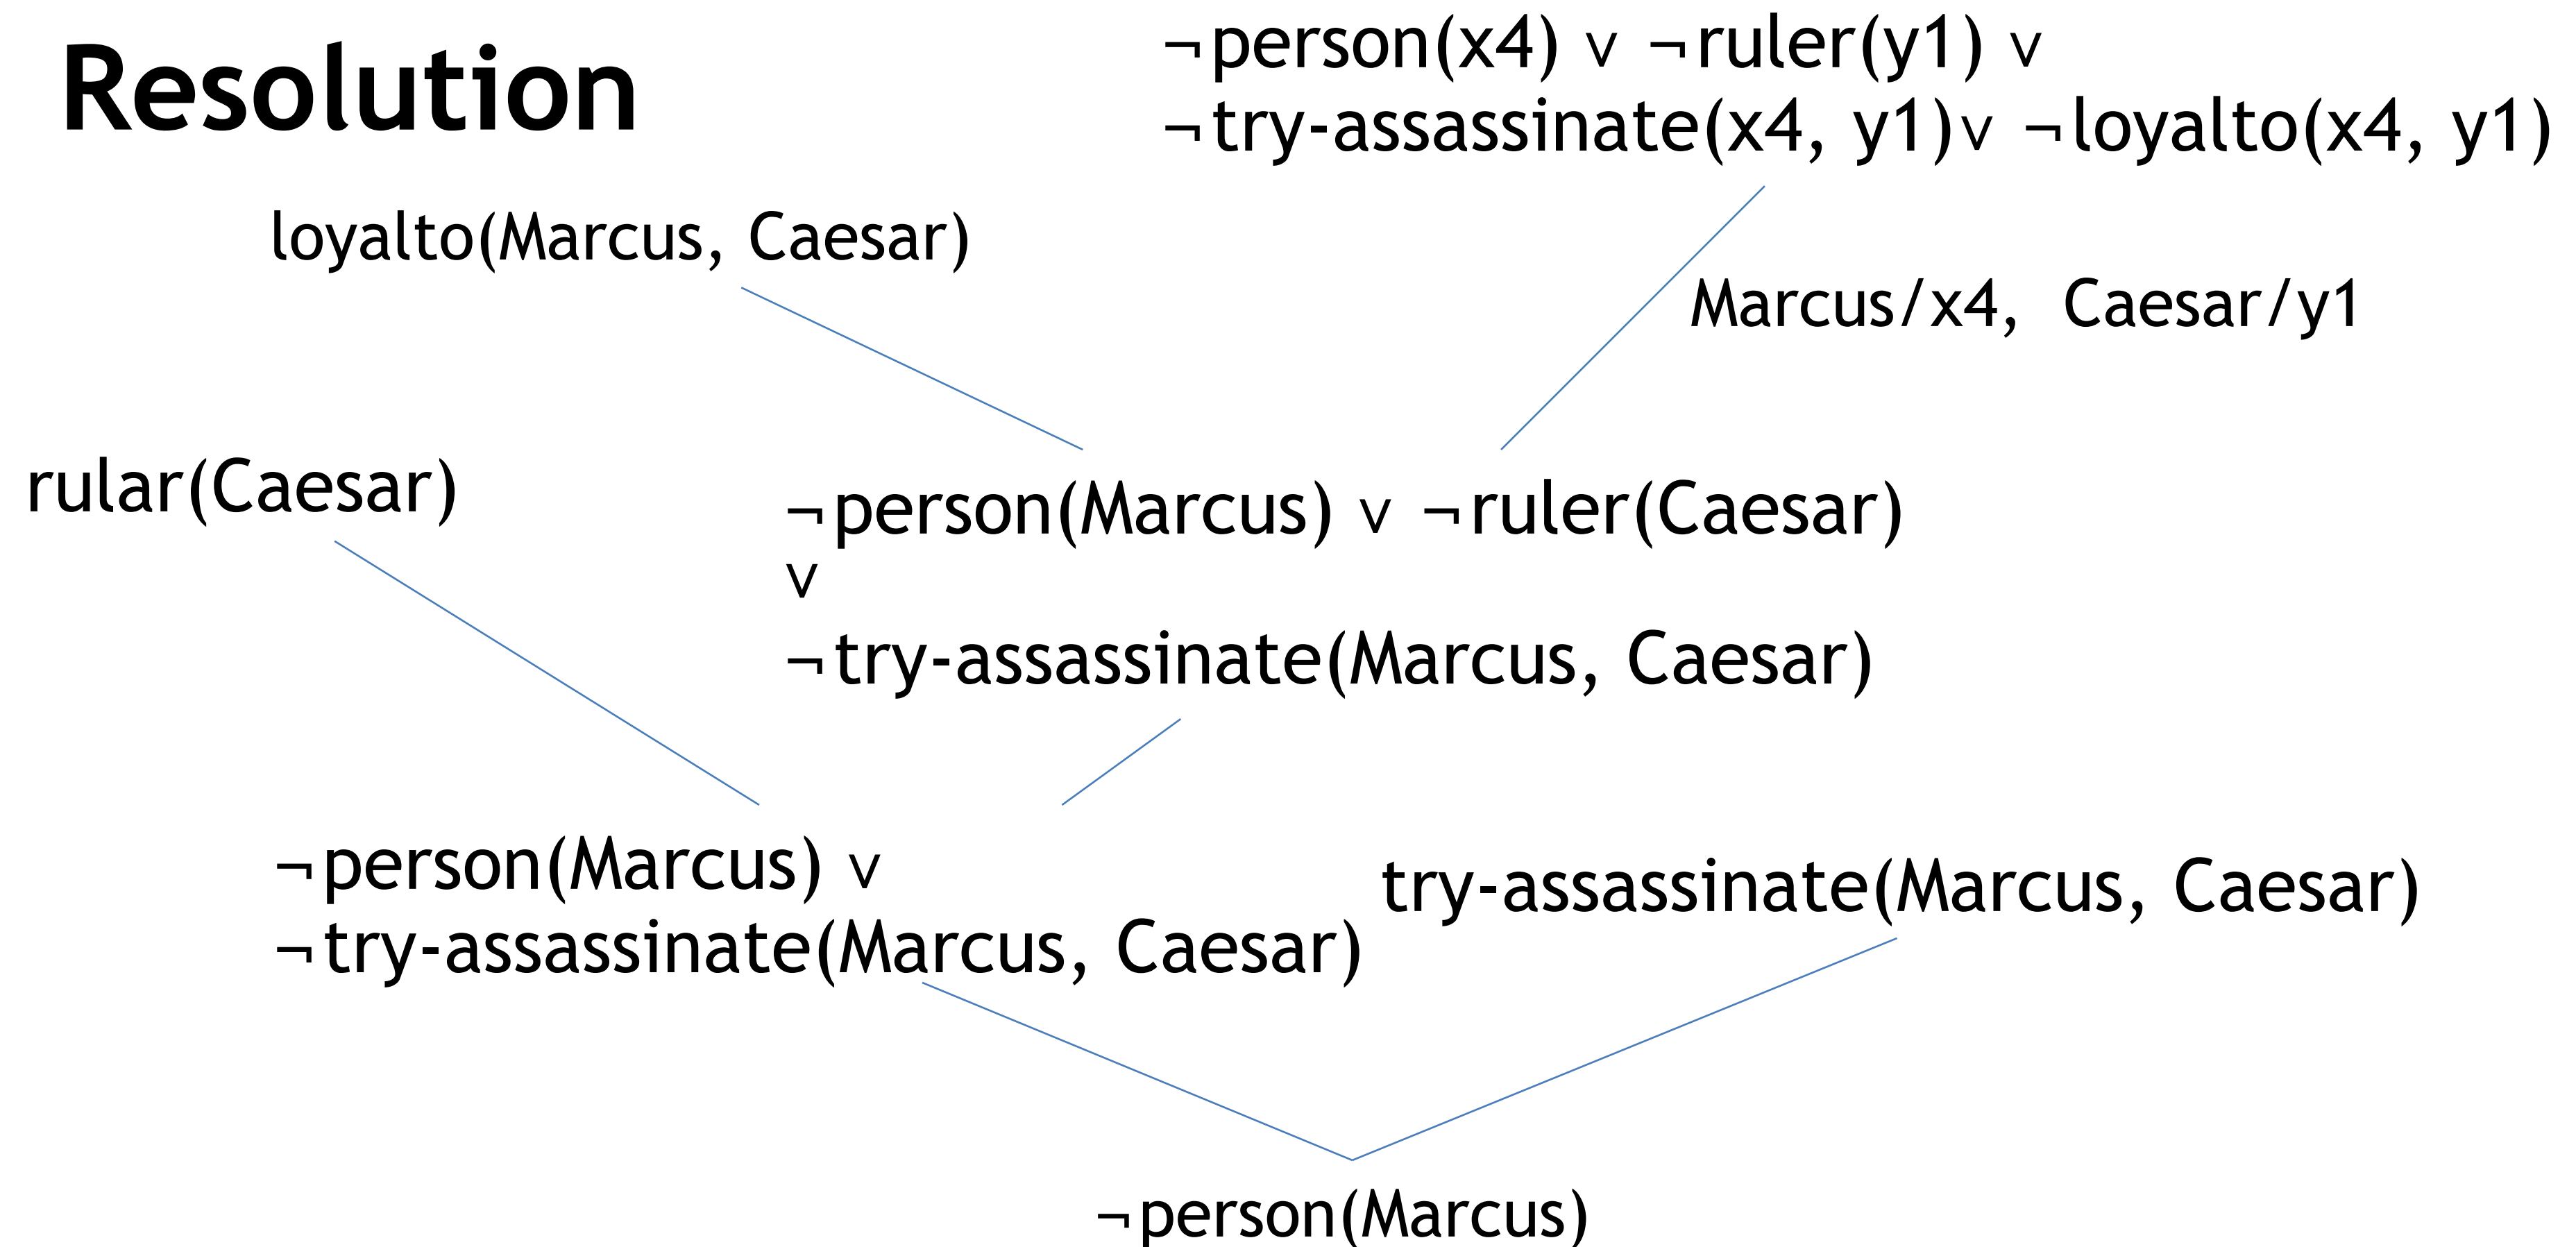 Resolution
¬person(x4) ∨ ¬ruler(y1) ∨
¬try-assassinate(x4, y1)∨ ¬loyalto(x4, y1)
loyalto(Marcus, Caesar)
Marcus/x4, Caesar/y1
rular(Caesar)
¬person(Marcus) ∨ ¬ruler(Caesar)
∨
¬try-assassinate(Marcus, Caesar)
¬person(Marcus) ∨
¬try-assassinate(Marcus, Caesar)
try-assassinate(Marcus, Caesar)
¬person(Marcus)